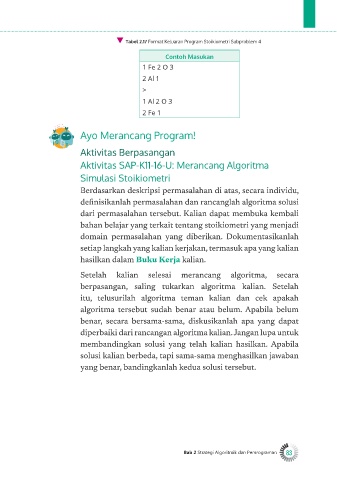 Tabel 2.17 Format Keluaran Program Stoikiometri Subproblem 4
Contoh Masukan
1 Fe 2 O 3
2 Al 1
>
1 Al 2 O 3
2 Fe 1
Ayo Merancang Program!
Aktivitas Berpasangan
Aktivitas SAP-K11-16-U: Merancang Algoritma
Simulasi Stoikiometri
Berdasarkan deskripsi permasalahan di atas, secara individu,
definisikanlah permasalahan dan rancanglah algoritma solusi
dari permasalahan tersebut. Kalian dapat membuka kembali
bahan belajar yang terkait tentang stoikiometri yang menjadi
domain permasalahan yang diberikan. Dokumentasikanlah
setiap langkah yang kalian kerjakan, termasuk apa yang kalian
hasilkan dalam Buku Kerja kalian.
Setelah kalian selesai merancang algoritma, secara
berpasangan, saling tukarkan algoritma kalian. Setelah
itu, telusurilah algoritma teman kalian dan cek apakah
algoritma tersebut sudah benar atau belum. Apabila belum
benar, secara bersama-sama, diskusikanlah apa yang dapat
diperbaiki dari rancangan algoritma kalian. Jangan lupa untuk
membandingkan solusi yang telah kalian hasilkan. Apabila
solusi kalian berbeda, tapi sama-sama menghasilkan jawaban
yang benar, bandingkanlah kedua solusi tersebut.
Bab 2 Strategi Algoritmik dan Pemrograman 83